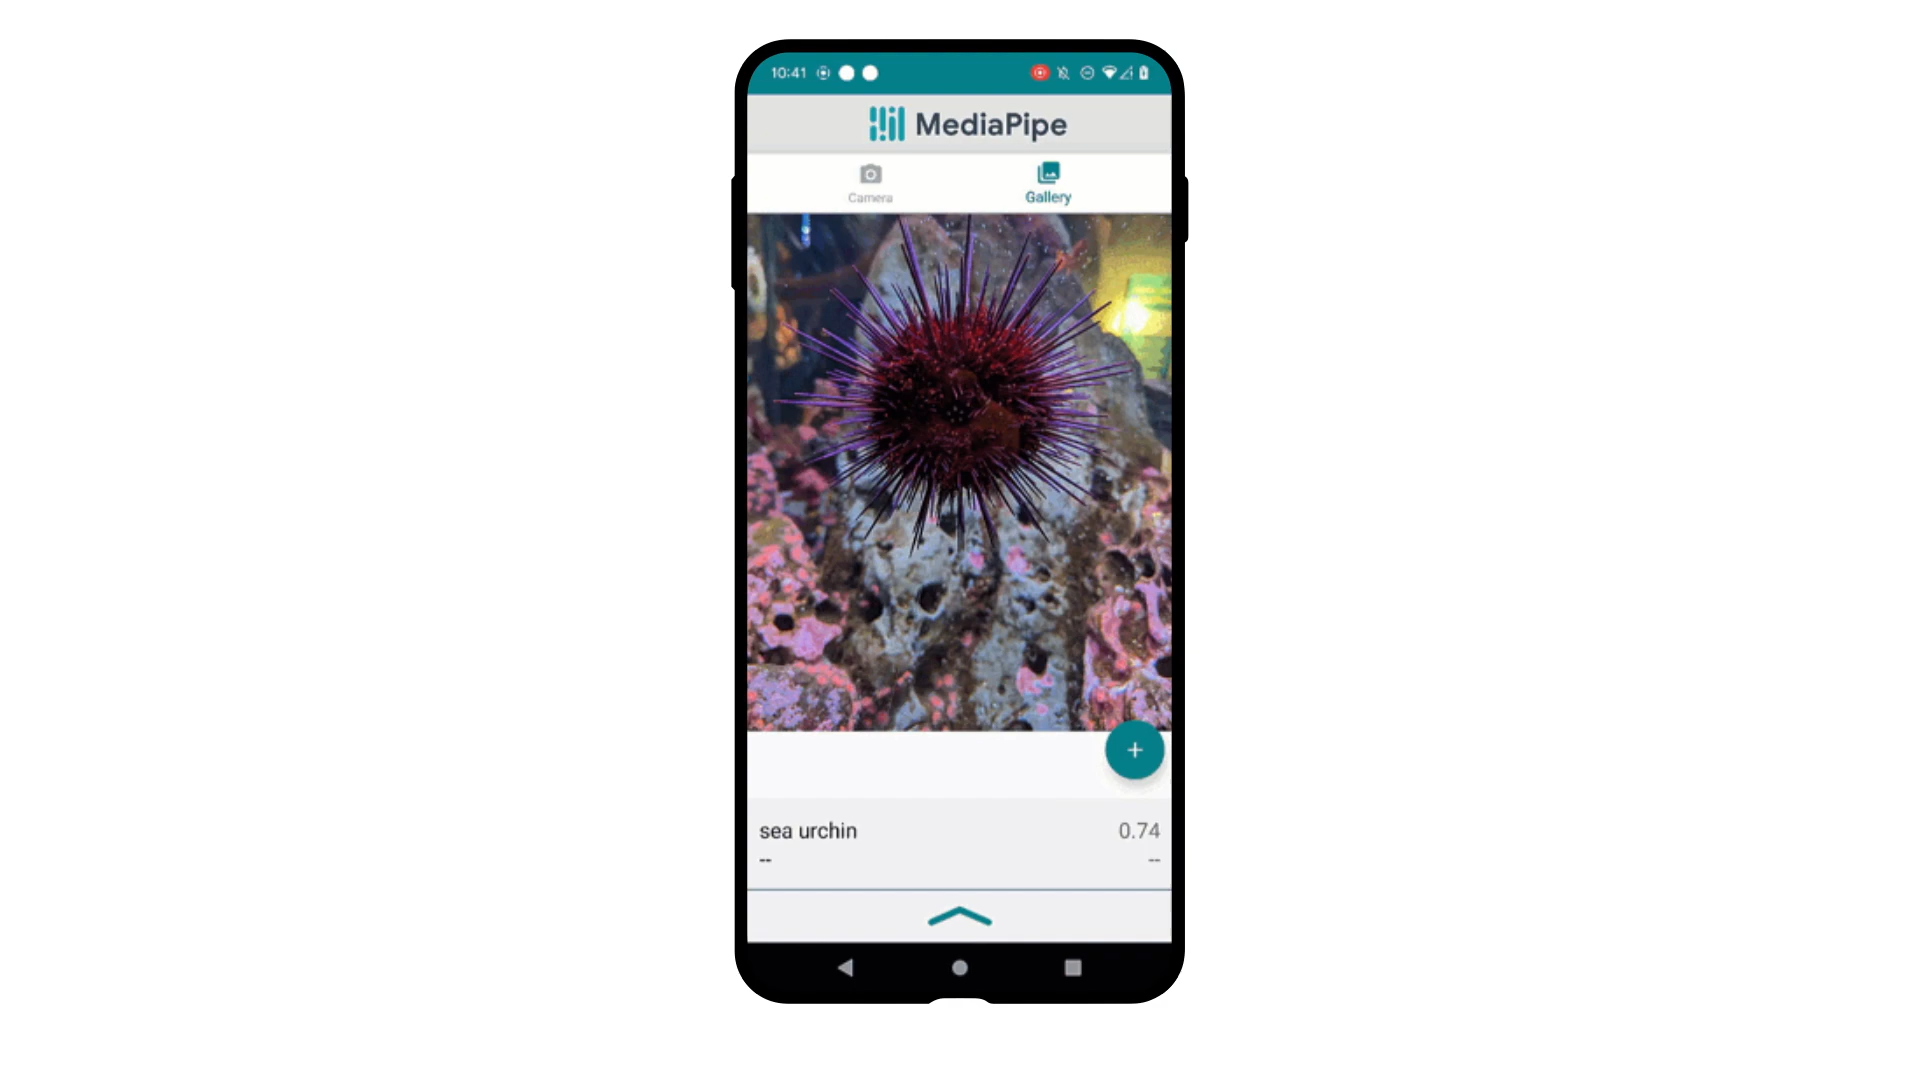 10:41
MediaPipe
Camera
Gallery
+
sea urchin 0.74
-- --